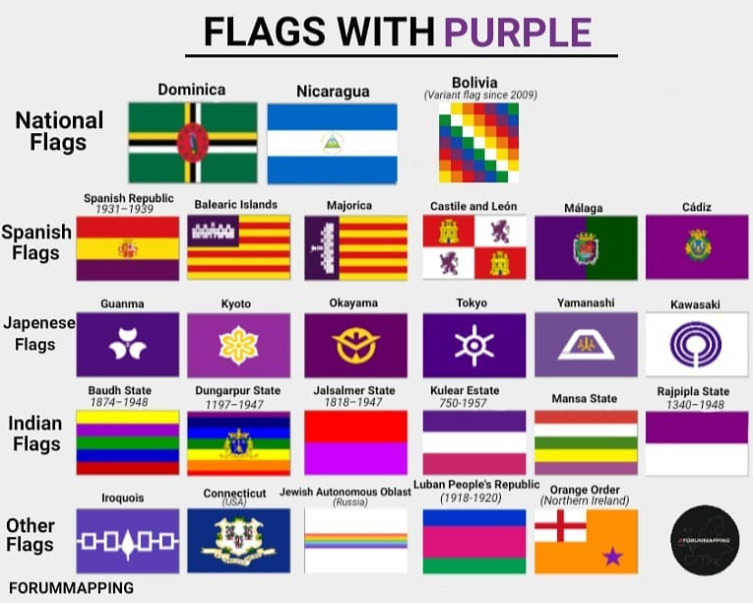 FLAGS WITH PURPLE
National
Flags
Dominica
Nicaragua
Bolivia
(Variant flag since 2009)
Spanish
Flags
Spanish Republic
1931–1939
Balearic Islands
Majorica
Castile and León
Málaga
Cádiz
Japenese
Flags
Guanma
Kyoto
Okayama
Tokyo
Yamanashi
Kawasaki
Indian
Flags
Baudh State
1874–1948
Dungarpur State
1197–1947
Jalsalmer State
1818–1947
Kulear Estate
750-1957
Mansa State
Rajpipla State
1340–1948
Other
Flags
Iroquois
Connecticut
(USA)
Jewish Autonomous Oblast
(Russia)
Luban People's Republic
(1918-1920)
Orange Order
(Northern Ireland)
#FORUMMAPPING
FORUMMAPPING